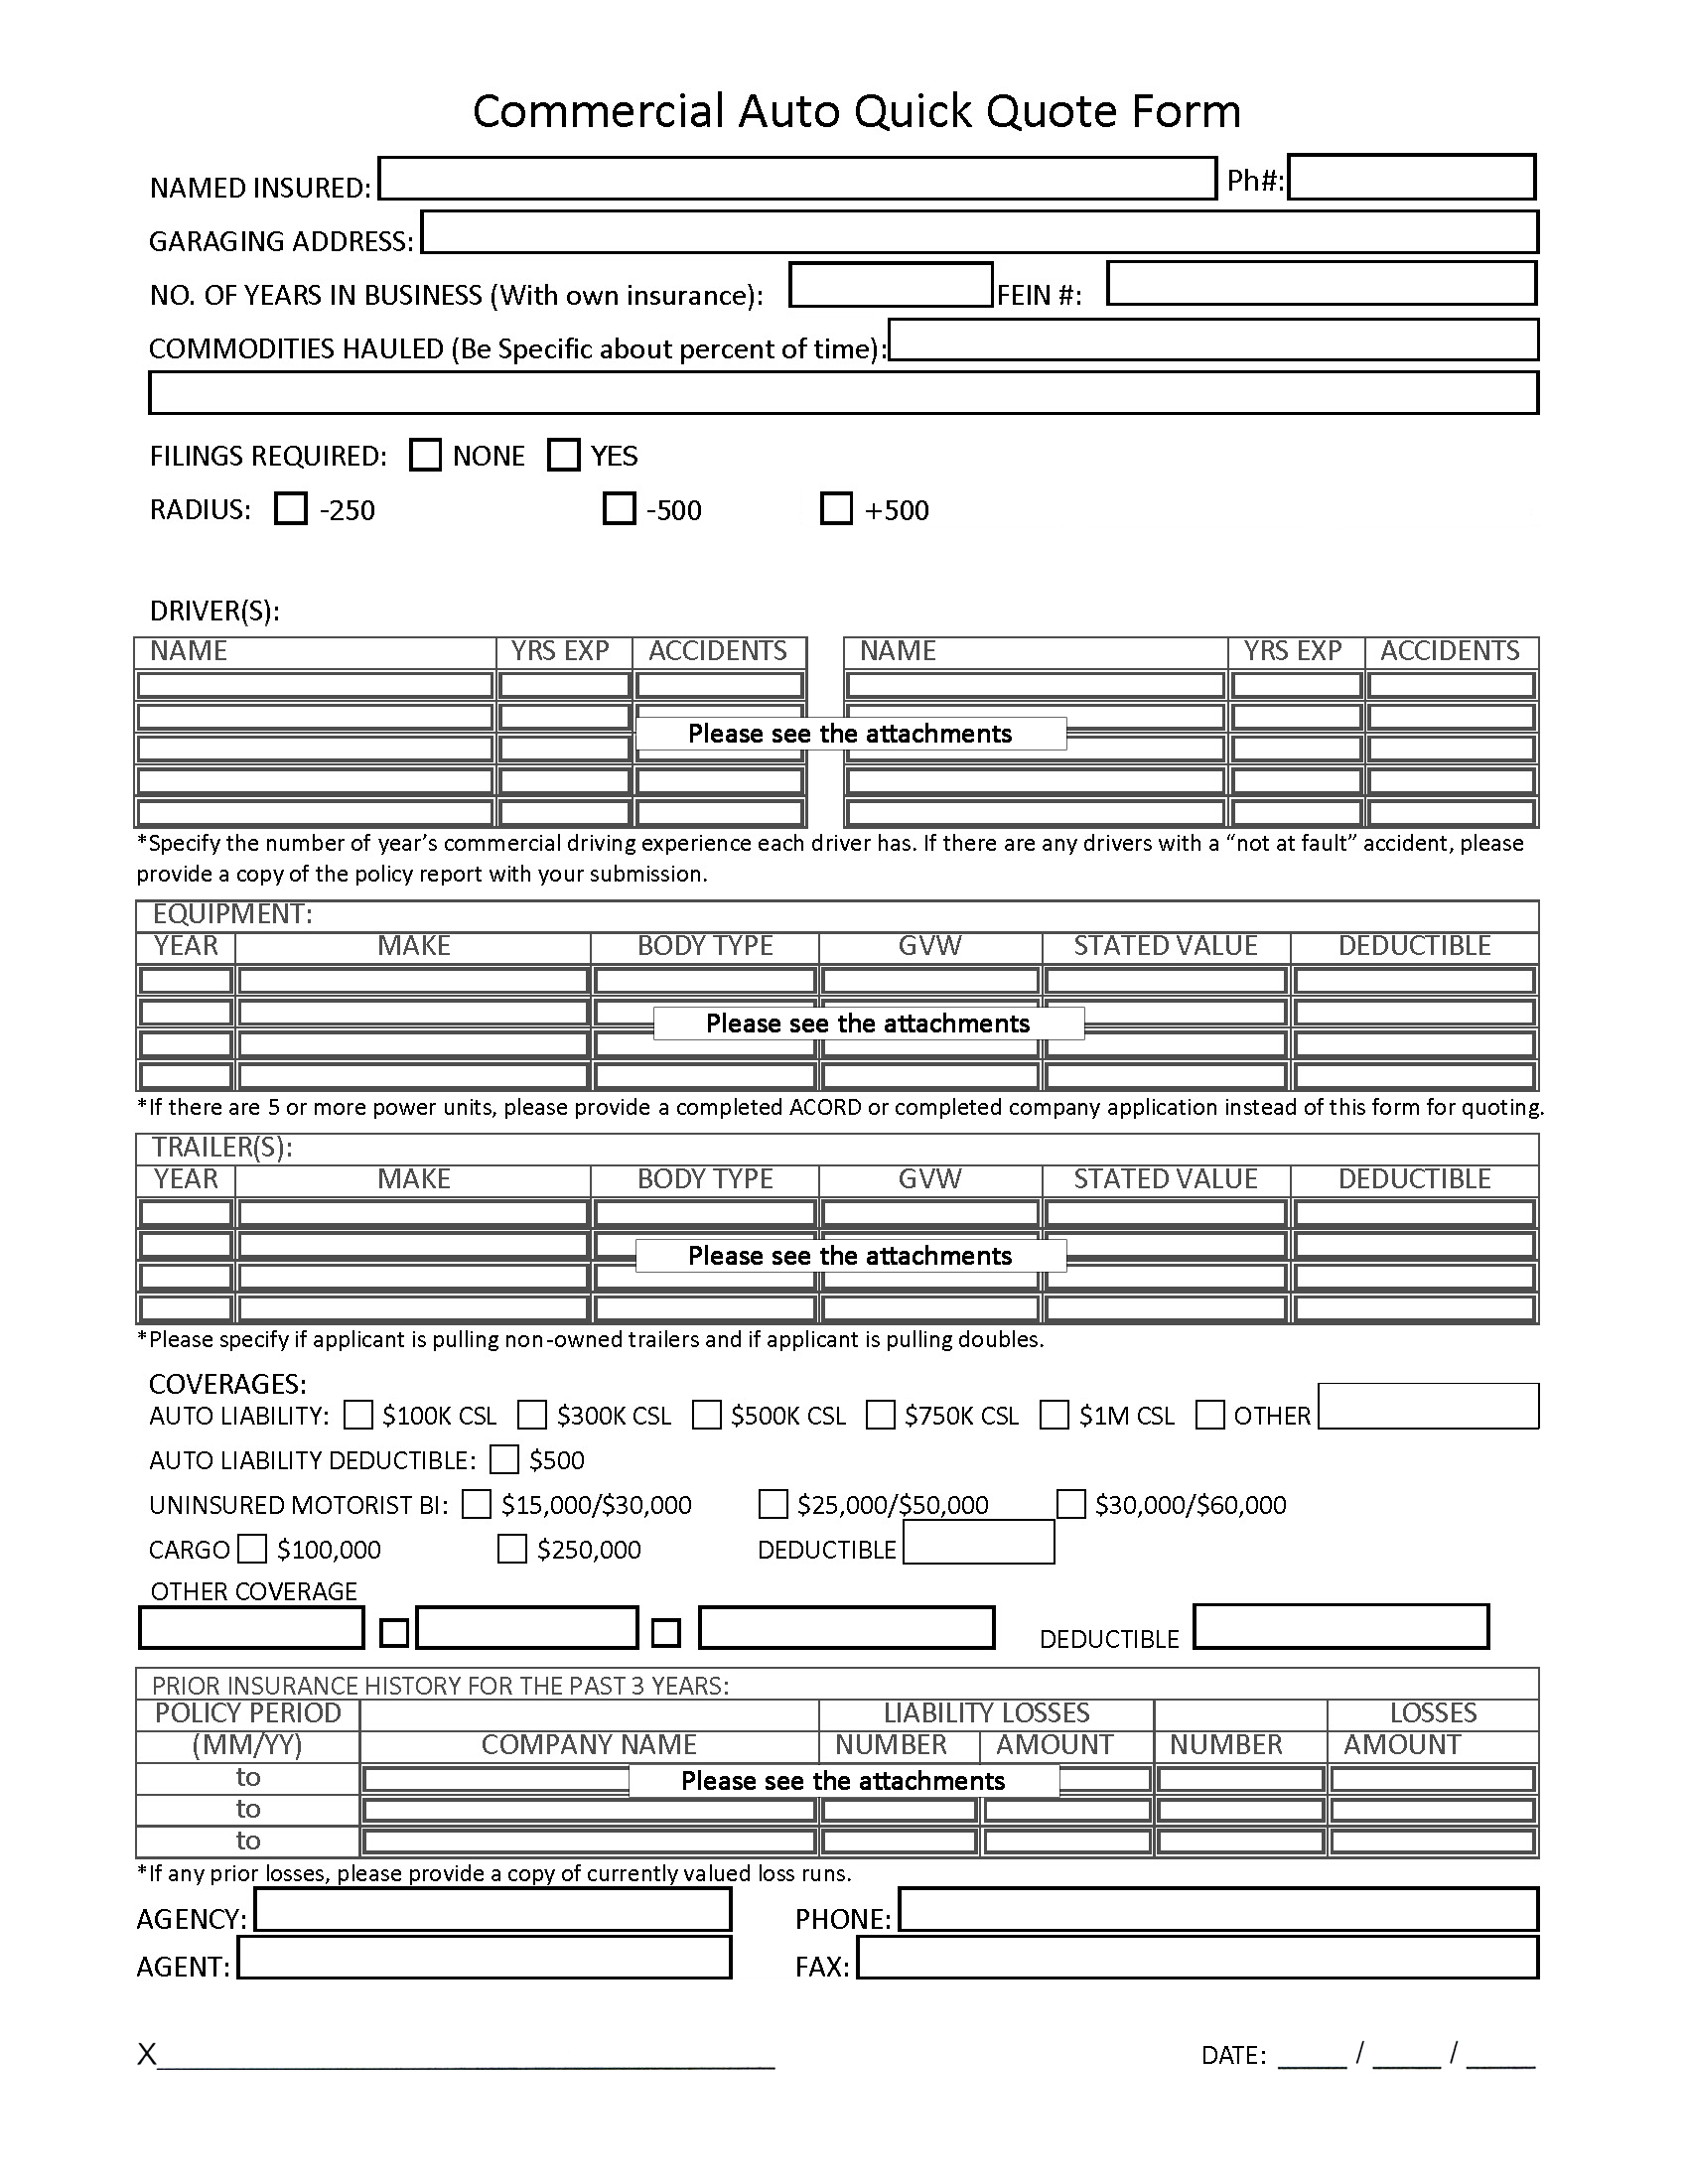 Commercial Auto Quick Quote Form
NAMED INSURED: Ph#:
GARAGING ADDRESS:
NO. OF YEARS IN BUSINESS (With own insurance): FEIN #:
COMMODITIES HAULED (Be Specific about percent of time):
FILINGS REQUIRED: NONE YES
RADIUS: -250 -500 +500
DRIVER(S):
NAME YRS EXP ACCIDENTS NAME YRS EXP ACCIDENTS
Please see the attachments
*Specify the number of year’s commercial driving experience each driver has. If there are any drivers with a “not at fault” accident, please
provide a copy of the policy report with your submission.
EQUIPMENT:
YEAR MAKE BODY TYPE GVW STATED VALUE DEDUCTIBLE
Please see the attachments
*If there are 5 or more power units, please provide a completed ACORD or completed company application instead of this form for quoting.
TRAILER(S):
YEAR MAKE BODY TYPE GVW STATED VALUE DEDUCTIBLE
Please see the attachments
*Please specify if applicant is pulling non-owned trailers and if applicant is pulling doubles.
COVERAGES:
AUTO LIABILITY: $100K CSL $300K CSL $500K CSL $750K CSL $1M CSL OTHER
AUTO LIABILITY DEDUCTIBLE: $500
UNINSURED MOTORIST BI: $15,000/$30,000 $25,000/$50,000 $30,000/$60,000
CARGO $100,000 $250,000 DEDUCTIBLE
OTHER COVERAGE
DEDUCTIBLE
PRIOR INSURANCE HISTORY FOR THE PAST 3 YEARS:
POLICY PERIOD LIABILITY LOSSES LOSSES
(MM/YY) COMPANY NAME NUMBER AMOUNT NUMBER AMOUNT
to Please see the attachments
to
to
*If any prior losses, please provide a copy of currently valued loss runs.
AGENCY: PHONE:
AGENT: FAX:
X_____________________________________________ DATE: _____ / _____ / _____